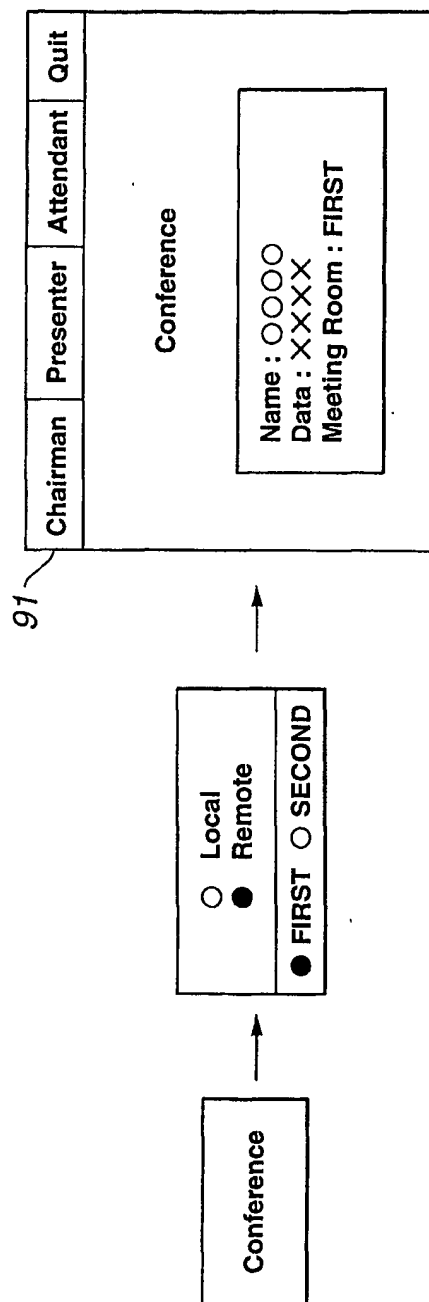 Conference
○ Local
● Remote
● FIRST ○ SECOND
91
Chairman Presenter Attendant Quit
Conference
Name : ○○○○
Data : ××××
Meeting Room : FIRST